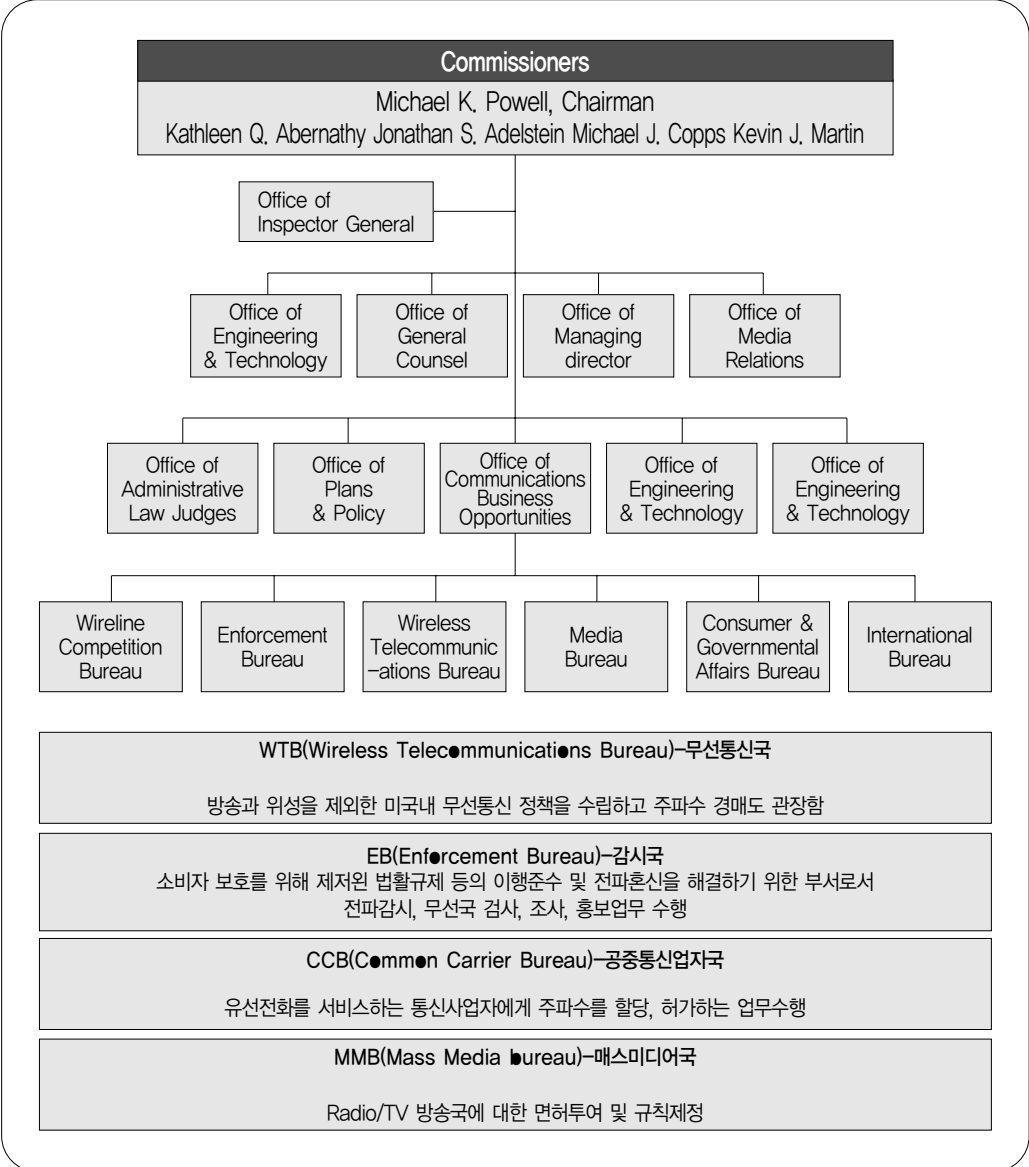 Commissioners
Michael K. Powell, Chairman
Kathleen Q. Abernathy Jonathan S. Adelstein Michael J. Copps Kevin J. Martin
Office of
Inspector General
Office of
Engineering
& Technology
Office of
General
Counsel
Office of
Managing
director
Office of
Media
Relations
Office of
Administrative
Law Judges
Office of
Plans
& Policy
Office of
Communications
Business
Opportunities
Office of
Engineering
& Technology
Office of
Engineering
& Technology
Wireline
Competition
Bureau
Enforcement
Bureau
Wireless
Telecommunic
-ations Bureau
Media
Bureau
Consumer &
Governmental
Affairs Bureau
International
Bureau
WTB(Wireless Telecommunications Bureau)-무선통신국
방송과 위성을 제외한 미국내 무선통신 정책을 수립하고 주파수 경매도 관장함
EB(Enforcement Bureau)-감시국
소비자 보호를 위해 제저왼 법활규제 등의 이행준수 및 전파혼신을 해결하기 위한 부서로서
전파감시, 무선국 검사, 조사, 홍보업무 수행
CCB(Common Carrier Bureau)-공중통신업자국
유선전화를 서비스하는 통신사업자에게 주파수를 할당, 허가하는 업무수행
MMB(Mass Media bureau)-매스미디어국
Radio/TV 방송국에 대한 면허투여 및 규칙제정